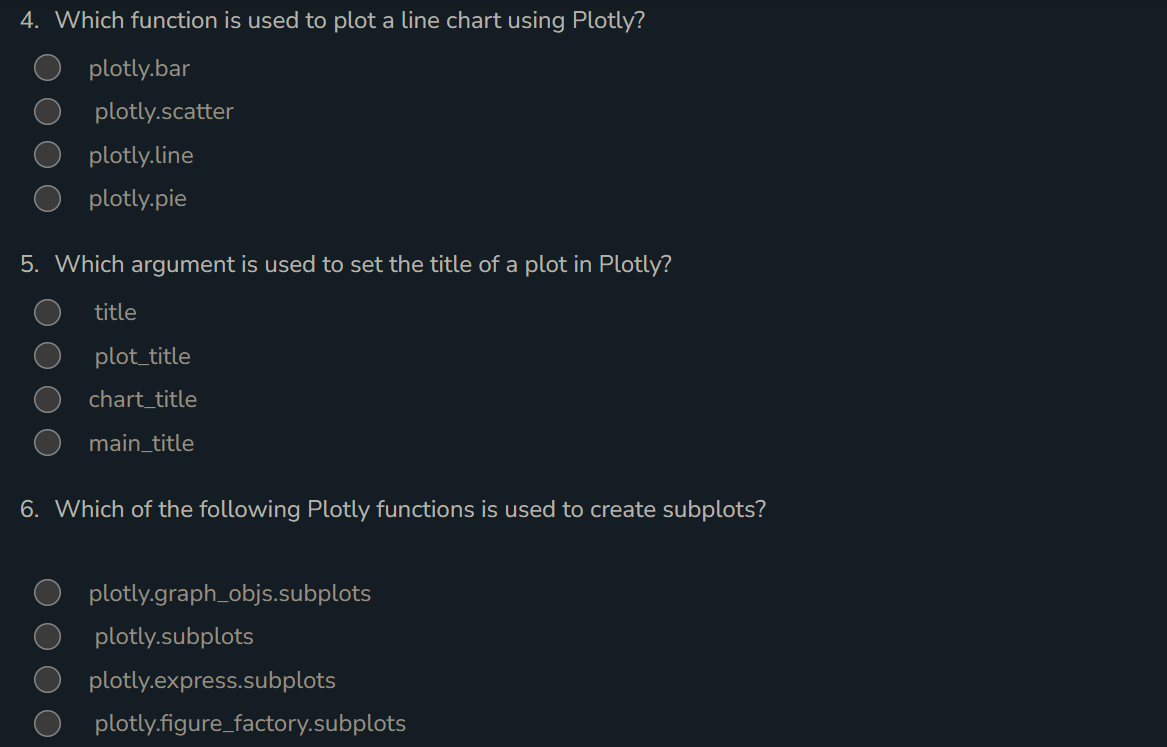 4. Which function is used to plot a line chart using Plotly?
plotly.bar
plotly.scatter
plotly.line
plotly.pie
5. Which argument is used to set the title of a plot in Plotly?
title
plot_title
chart_title
main_title
6. Which of the following Plotly functions is used to create subplots?
plotly.graph_objs.subplots
plotly.subplots
plotly.express.subplots
plotly.figure_factory.subplots